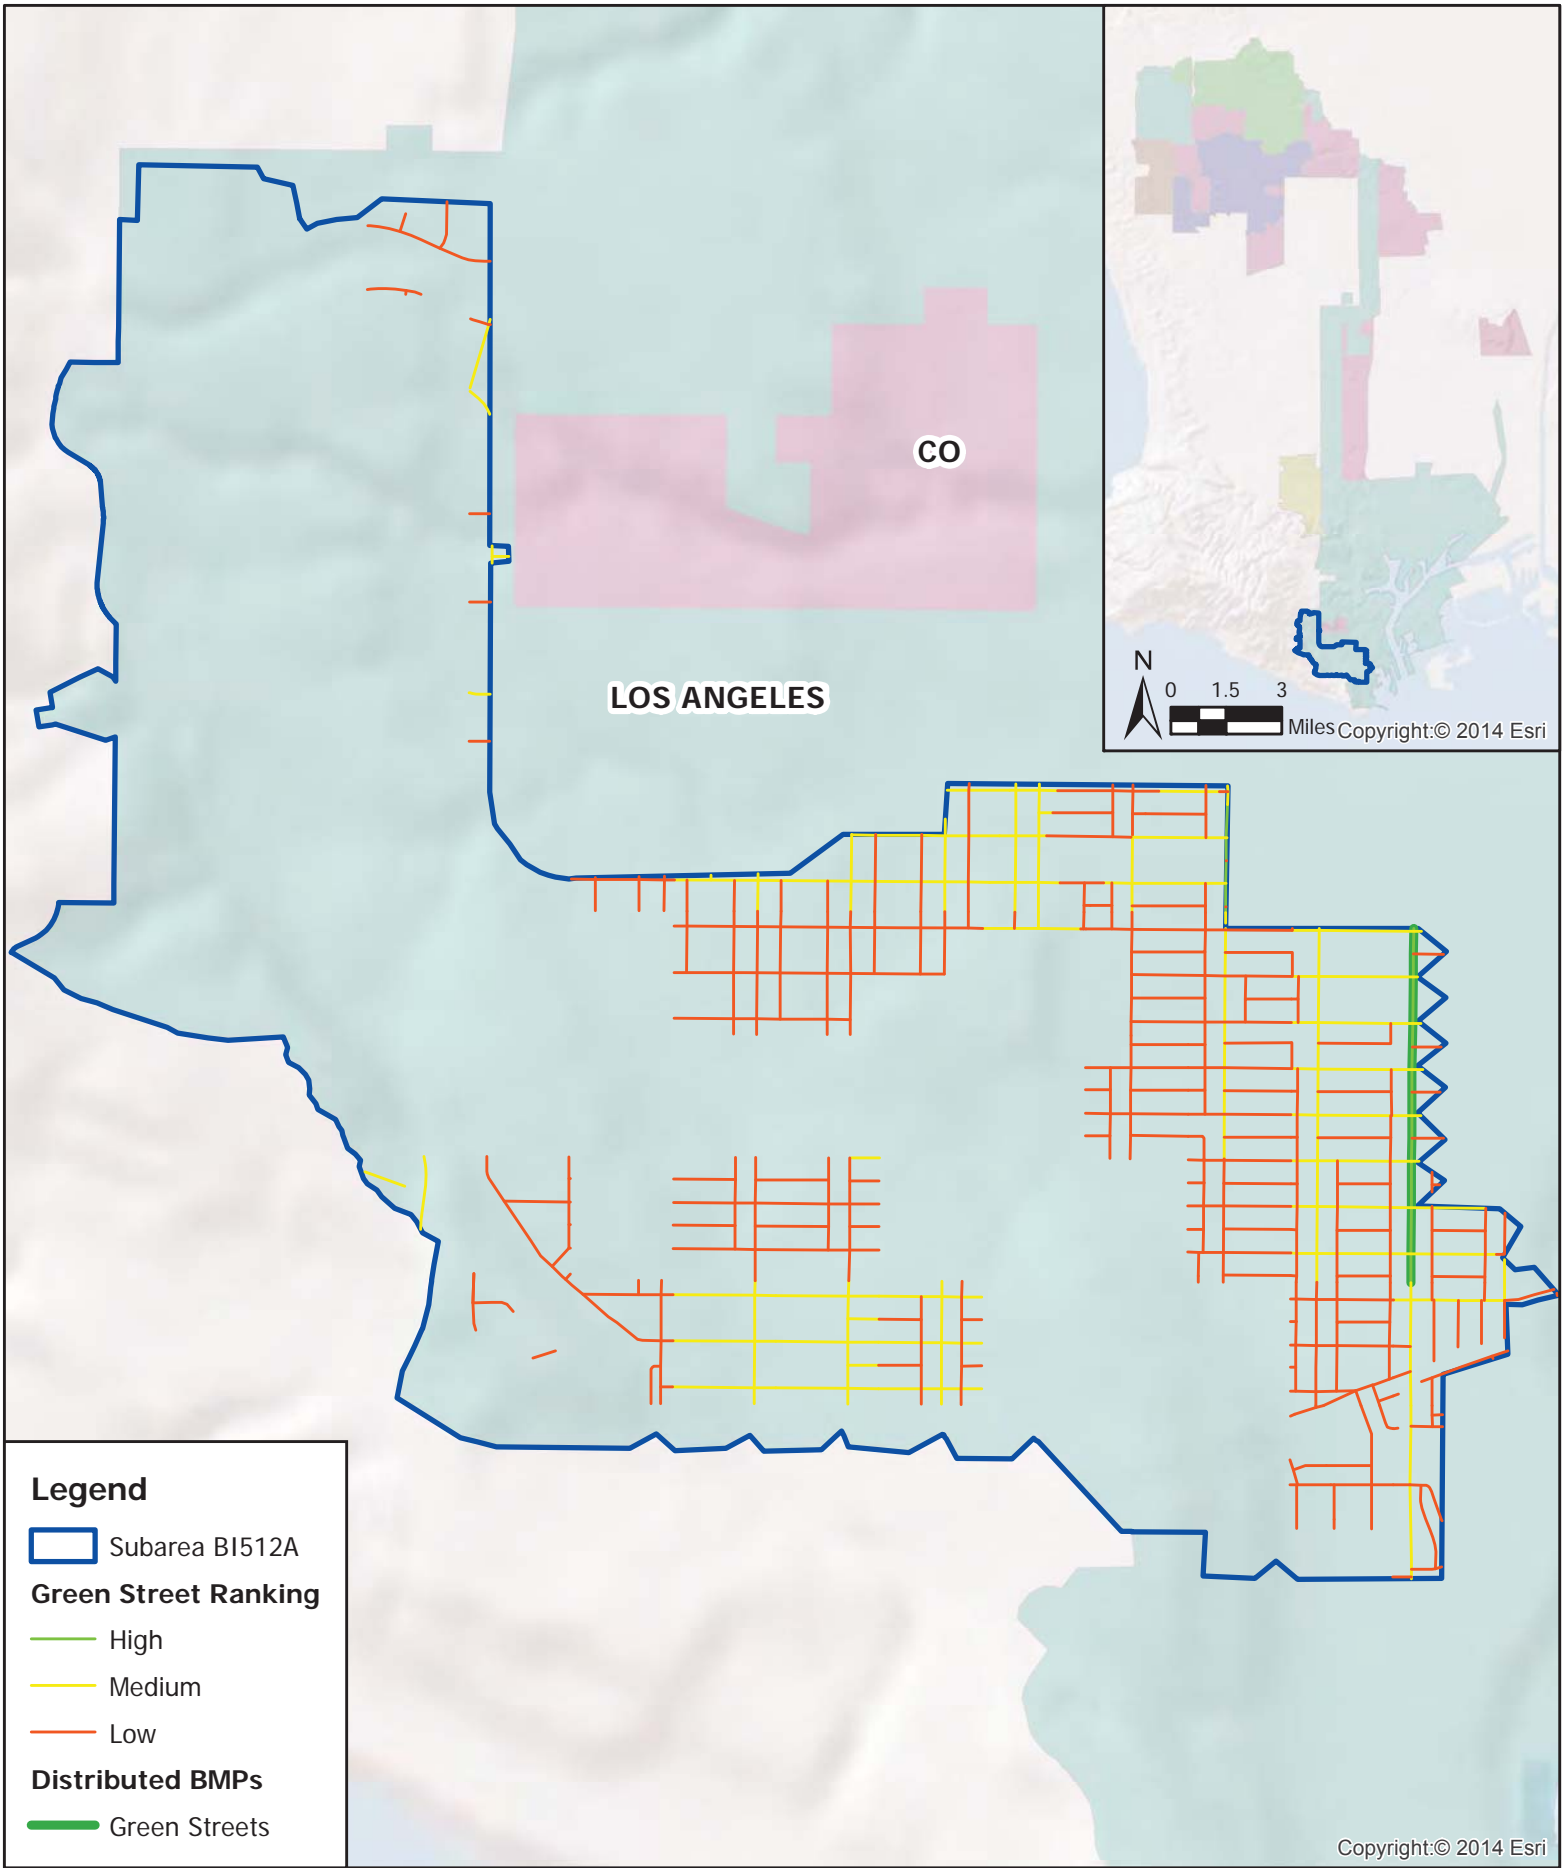 CO
LOS ANGELES
N
0 1.5 3
Miles
Copyright:© 2014 Esri
Legend
Subarea BI512A
Green Street Ranking
High
Medium
Low
Distributed BMPs
Green Streets
Copyright:© 2014 Esri